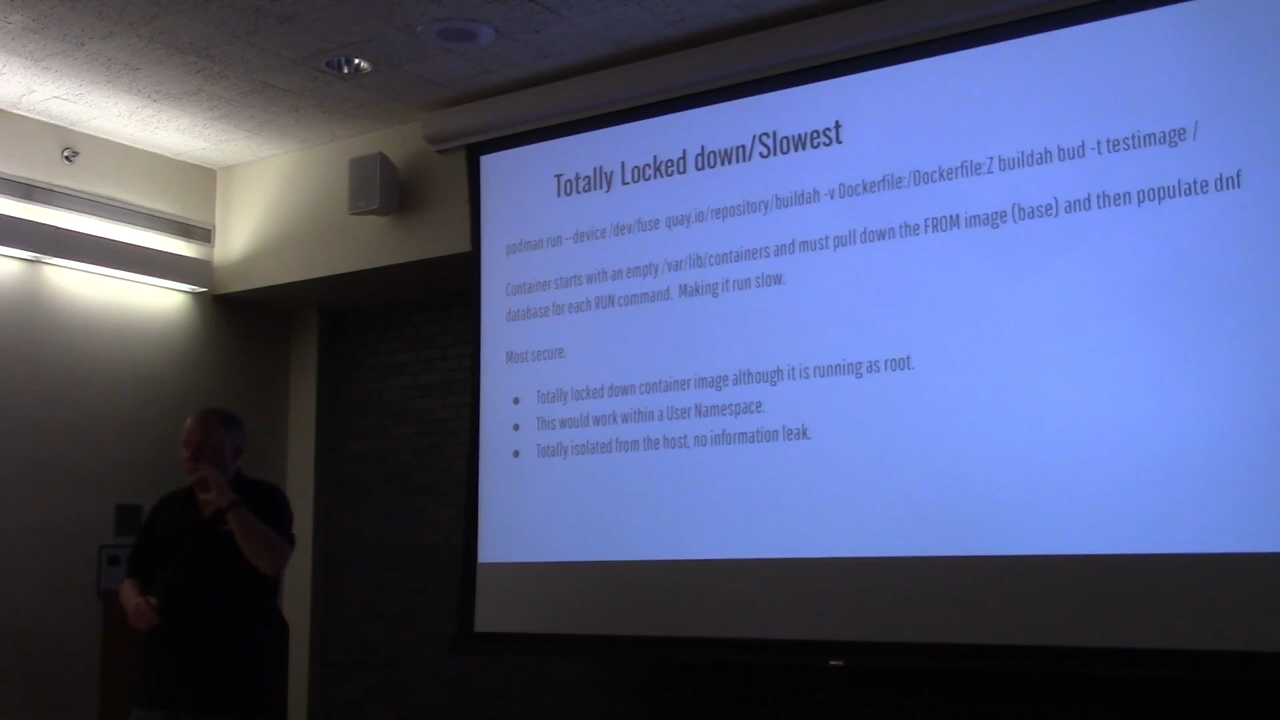 Totally Locked down/Slowest
podman run --device /dev/fuse quay.io/repository/buildah -v Dockerfile:/Dockerfile:Z buildah bud -t testimage /
Container starts with an empty /var/lib/containers and must pull down the FROM image (base) and then populate dnf
database for each RUN command. Making it run slow.
Most secure.
● Totally locked down container image although it is running as root.
● This would work within a User Namespace.
● Totally isolated from the host, no information leak.